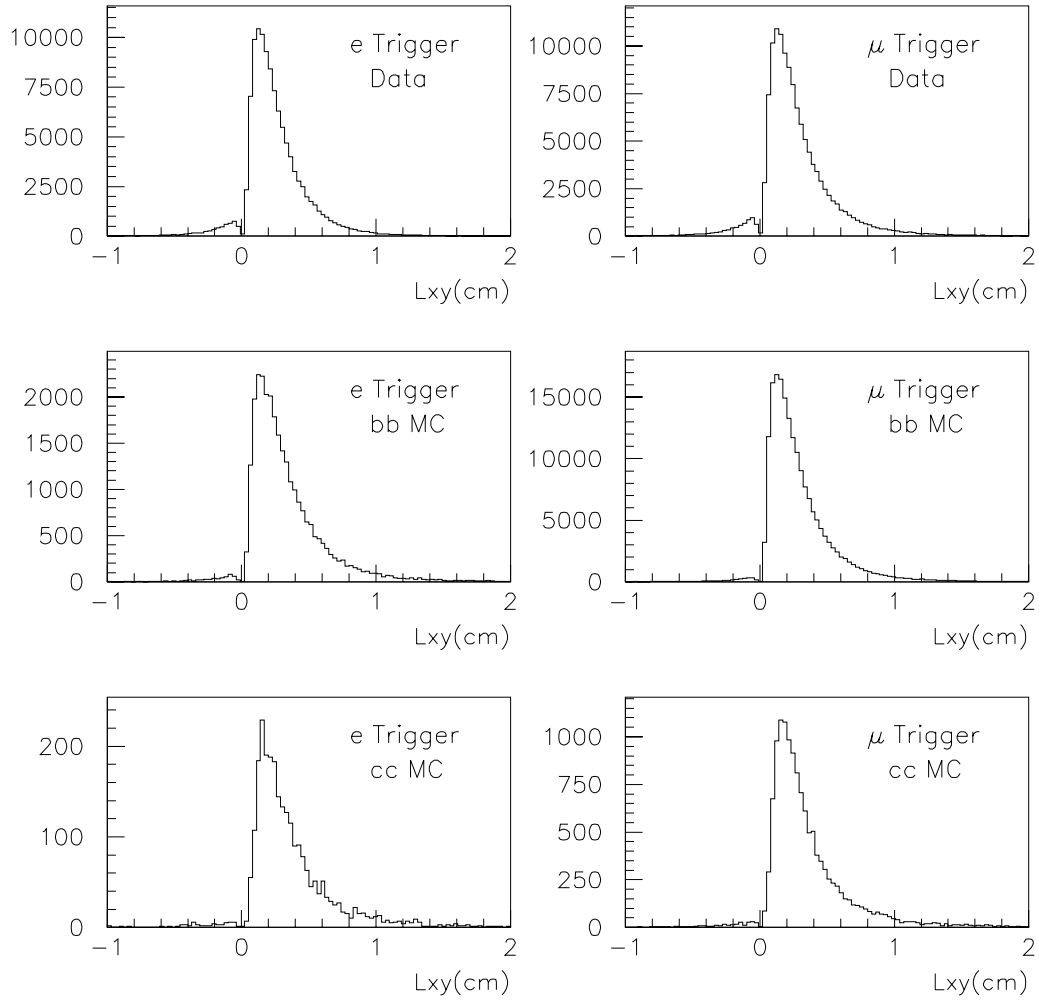 10000
7500
5000
2500
0
−1
0
1
2
e Trigger
Data
Lxy(cm)
10000
7500
5000
2500
0
−1
0
1
2
μ Trigger
Data
Lxy(cm)
2000
1500
1000
500
0
−1
0
1
2
e Trigger
bb MC
Lxy(cm)
15000
10000
5000
0
−1
0
1
2
μ Trigger
bb MC
Lxy(cm)
200
100
0
−1
0
1
2
e Trigger
cc MC
Lxy(cm)
1000
750
500
250
0
−1
0
1
2
μ Trigger
cc MC
Lxy(cm)